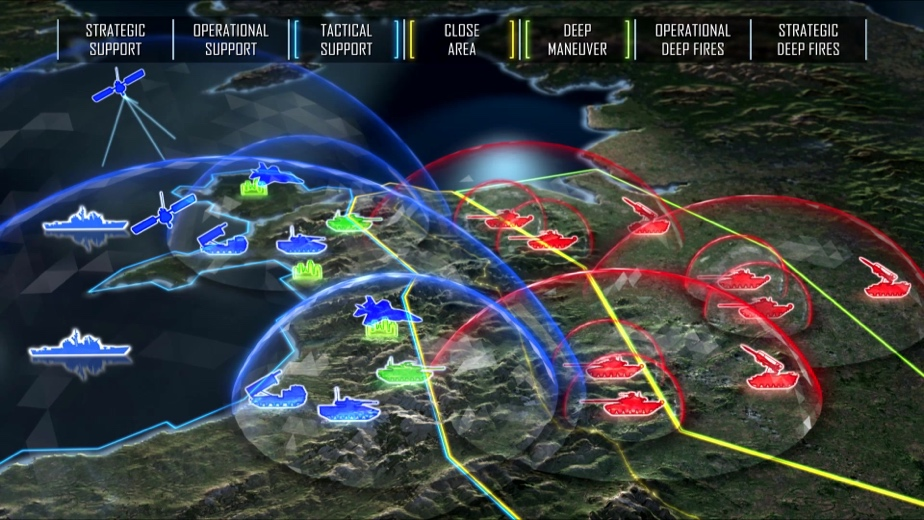 STRATEGIC
SUPPORT
OPERATIONAL
SUPPORT
TACTICAL
SUPPORT
CLOSE
AREA
DEEP
MANEUVER
OPERATIONAL
DEEP FIRES
STRATEGIC
DEEP FIRES